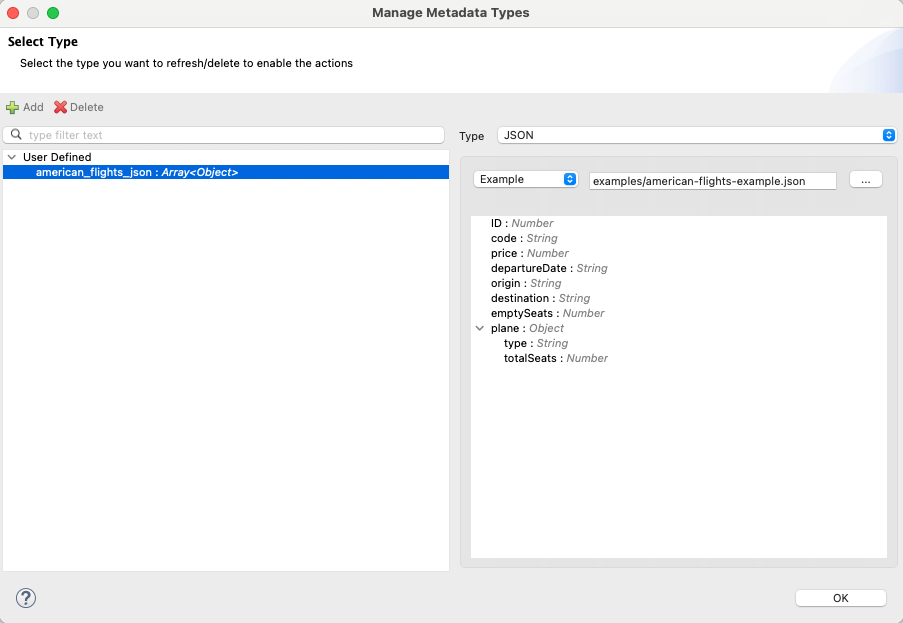 Manage Metadata Types
Select Type
Select the type you want to refresh/delete to enable the actions
Add Delete
type filter text
Type JSON
User Defined
american_flights_json : Array<Object>
Example examples/american-flights-example.json ...
ID : Number
code : String
price : Number
departureDate : String
origin : String
destination : String
emptySeats : Number
plane : Object
type : String
totalSeats : Number
?
OK